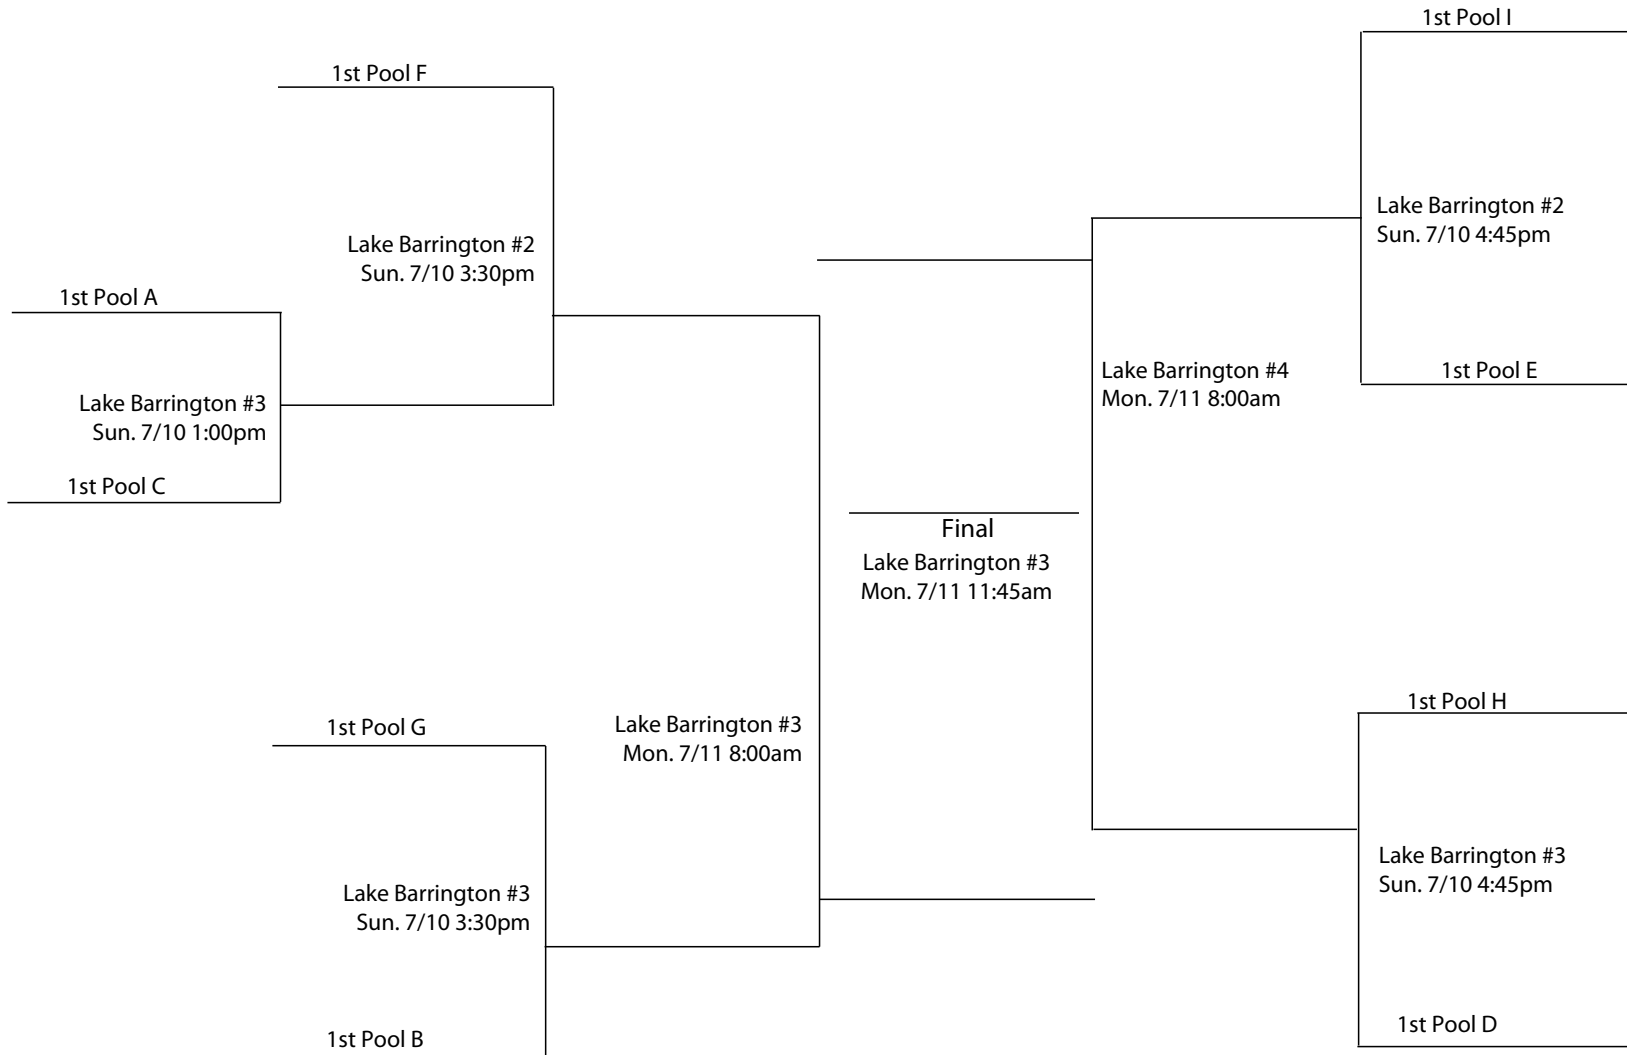 1st Pool I
1st Pool F
Lake Barrington #2
Sun. 7/10 4:45pm
Lake Barrington #2
Sun. 7/10 3:30pm
1st Pool A
Lake Barrington #4
Mon. 7/11 8:00am
1st Pool E
Lake Barrington #3
Sun. 7/10 1:00pm
1st Pool C
Final
Lake Barrington #3
Mon. 7/11 11:45am
1st Pool H
1st Pool G
Lake Barrington #3
Mon. 7/11 8:00am
Lake Barrington #3
Sun. 7/10 4:45pm
Lake Barrington #3
Sun. 7/10 3:30pm
1st Pool D
1st Pool B